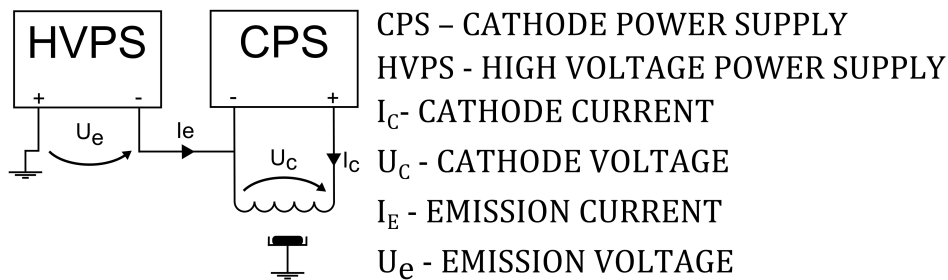 HVPS
+ -
CPS
- +
Ue
Ie
Uc
Ic
CPS – CATHODE POWER SUPPLY
HVPS - HIGH VOLTAGE POWER SUPPLY
IC- CATHODE CURRENT
UC - CATHODE VOLTAGE
IE - EMISSION CURRENT
Ue - EMISSION VOLTAGE